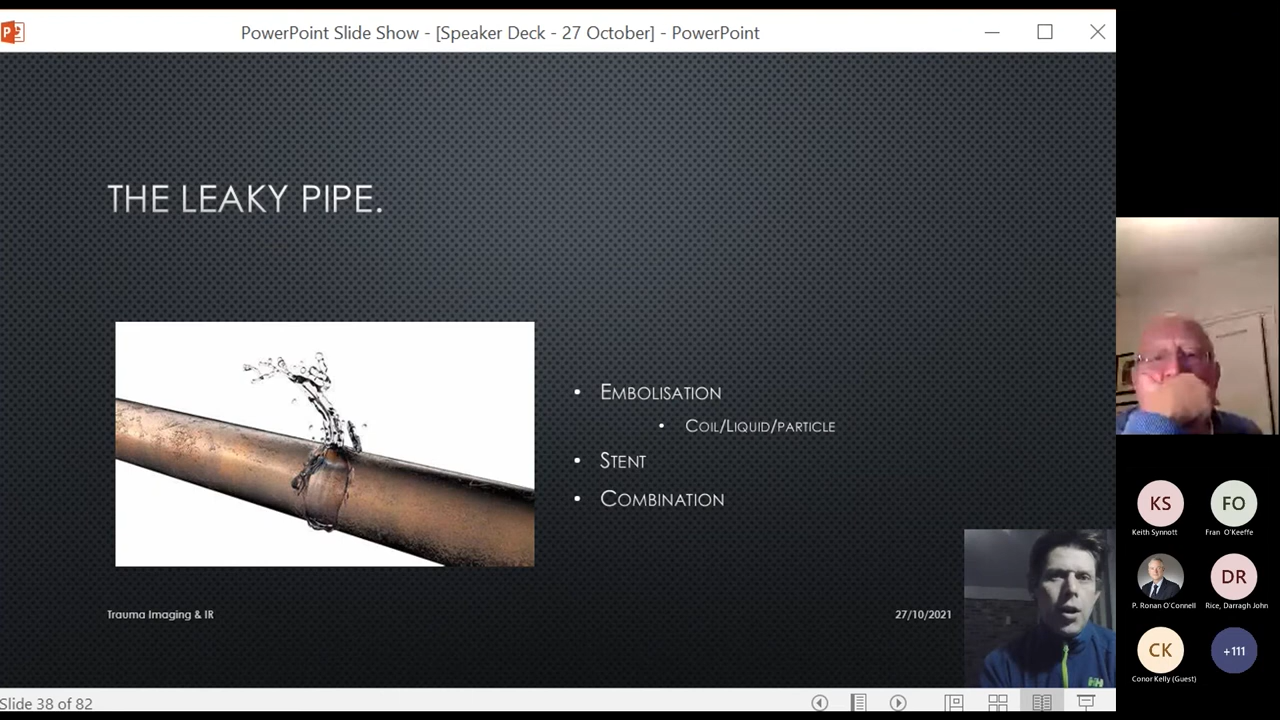 PowerPoint Slide Show - [Speaker Deck - 27 October] - PowerPoint
THE LEAKY PIPE.
• EMBOLISATION
• COIL/LIQUID/PARTICLE
• STENT
• COMBINATION
Trauma Imaging & IR
27/10/2021
Slide 38 of 82
KS
Keith Synnott
FO
Fran O'Keeffe
P. Ronan O'Connell
DR
Rice, Darragh John
CK
Conor Kelly (Guest)
+111
HH